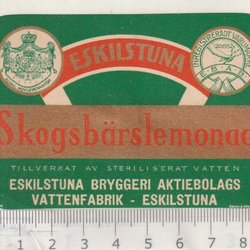 ESKILSTUNA
Skogsbärslemonad
TILLVERKAT AV STERILISERAT VATTEN
ESKILSTUNA BRYGGERI AKTIEBOLAGS
VATTENFABRIK - ESKILSTUNA